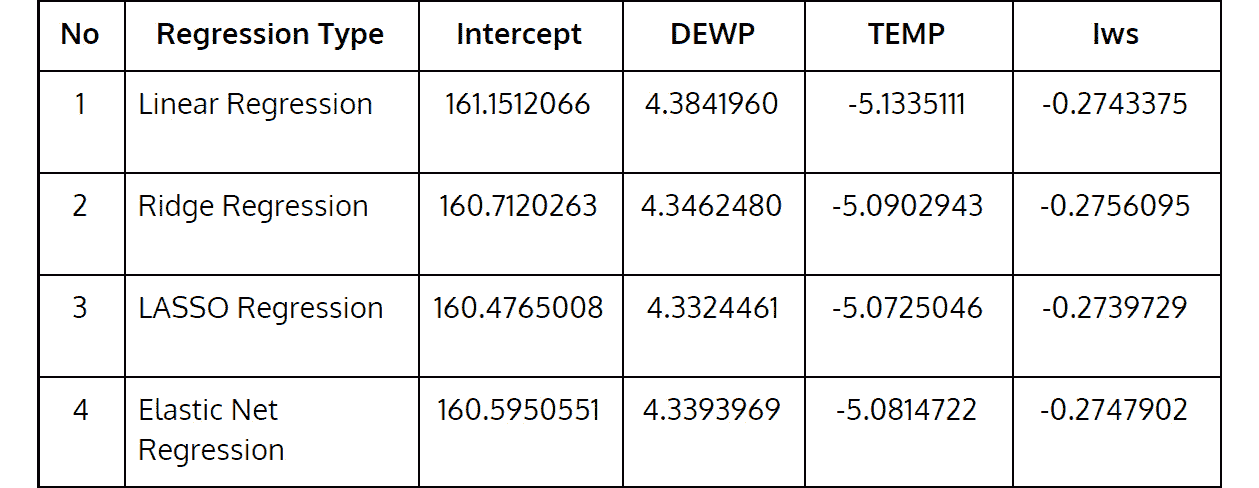 No Regression Type Intercept DEWP TEMP Iws
1 Linear Regression 161.1512066 4.3841960 -5.1335111 -0.2743375
2 Ridge Regression 160.7120263 4.3462480 -5.0902943 -0.2756095
3 LASSO Regression 160.4765008 4.3324461 -5.0725046 -0.2739729
4 Elastic Net 160.5950551 4.3393969 -5.0814722 -0.2747902
Regression